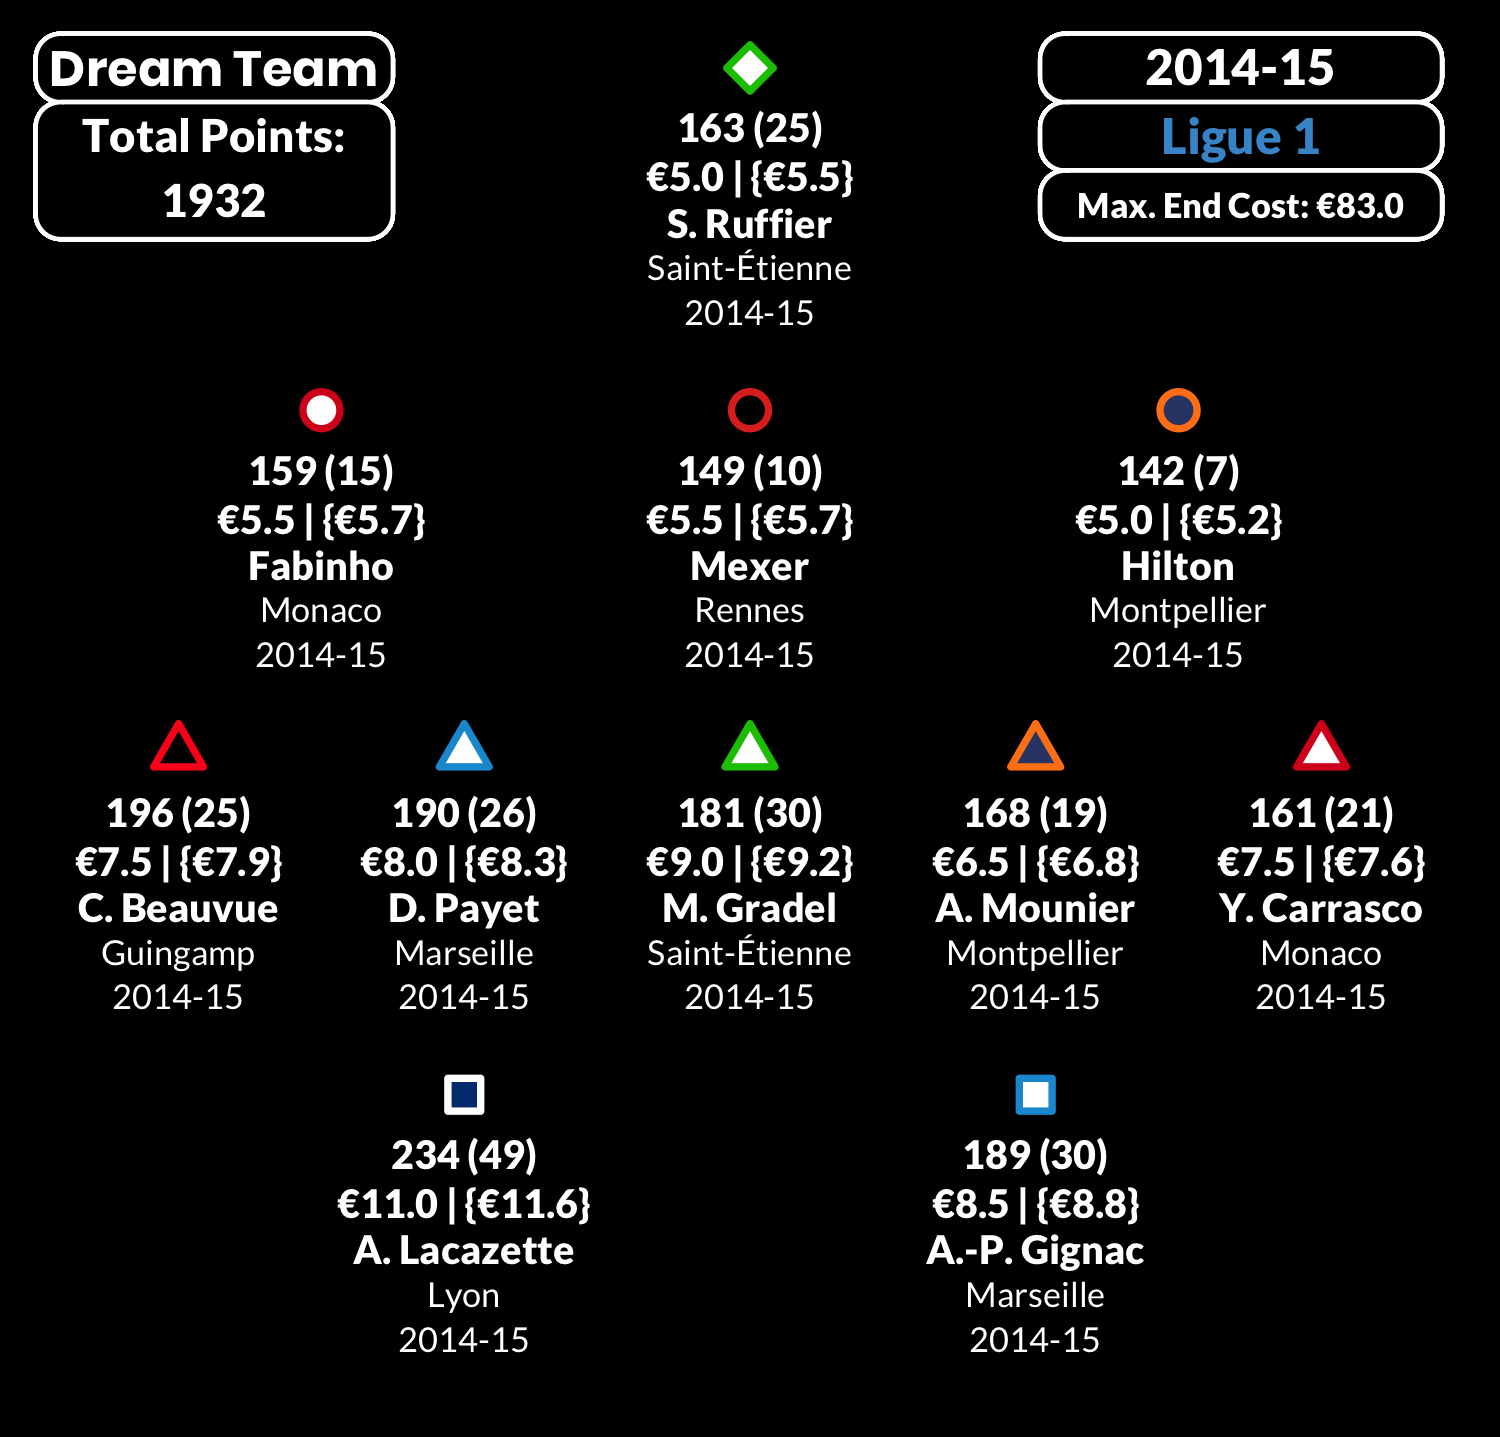 Dream Team
Total Points:
1932
2014-15
Ligue 1
Max. End Cost: €83.0
163 (25)
€5.0 | {€5.5}
S. Ruffier
Saint-Étienne
2014-15
159 (15)
€5.5 | {€5.7}
Fabinho
Monaco
2014-15
149 (10)
€5.5 | {€5.7}
Mexer
Rennes
2014-15
142 (7)
€5.0 | {€5.2}
Hilton
Montpellier
2014-15
196 (25)
€7.5 | {€7.9}
C. Beauvue
Guingamp
2014-15
190 (26)
€8.0 | {€8.3}
D. Payet
Marseille
2014-15
181 (30)
€9.0 | {€9.2}
M. Gradel
Saint-Étienne
2014-15
168 (19)
€6.5 | {€6.8}
A. Mounier
Montpellier
2014-15
161 (21)
€7.5 | {€7.6}
Y. Carrasco
Monaco
2014-15
234 (49)
€11.0 | {€11.6}
A. Lacazette
Lyon
2014-15
189 (30)
€8.5 | {€8.8}
A.-P. Gignac
Marseille
2014-15